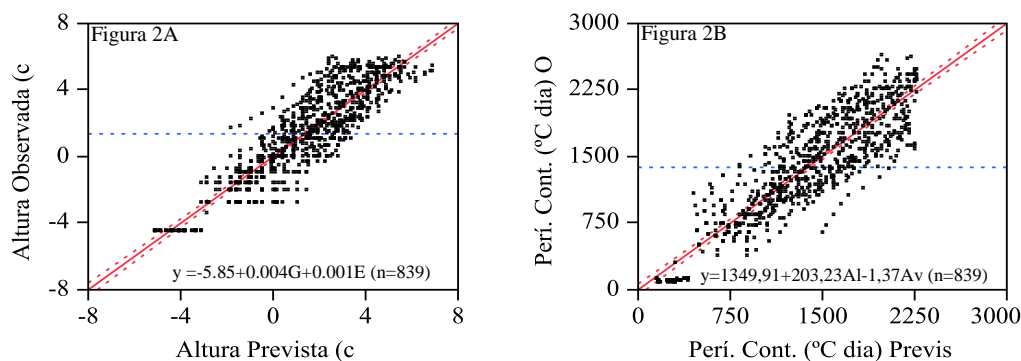 Figura 2A
8
4
0
-4
-8
Altura Observada (c
y =-5.85+0.004G+0.001E (n=839)
-8 -4 0 4 8
Altura Prevista (c
Figura 2B
3000
2250
1500
750
0
Perí. Cont. (ºC dia) O
y=1349,91+203,23Al-1,37Av (n=839)
0 750 1500 2250 3000
Perí. Cont. (ºC dia) Previs